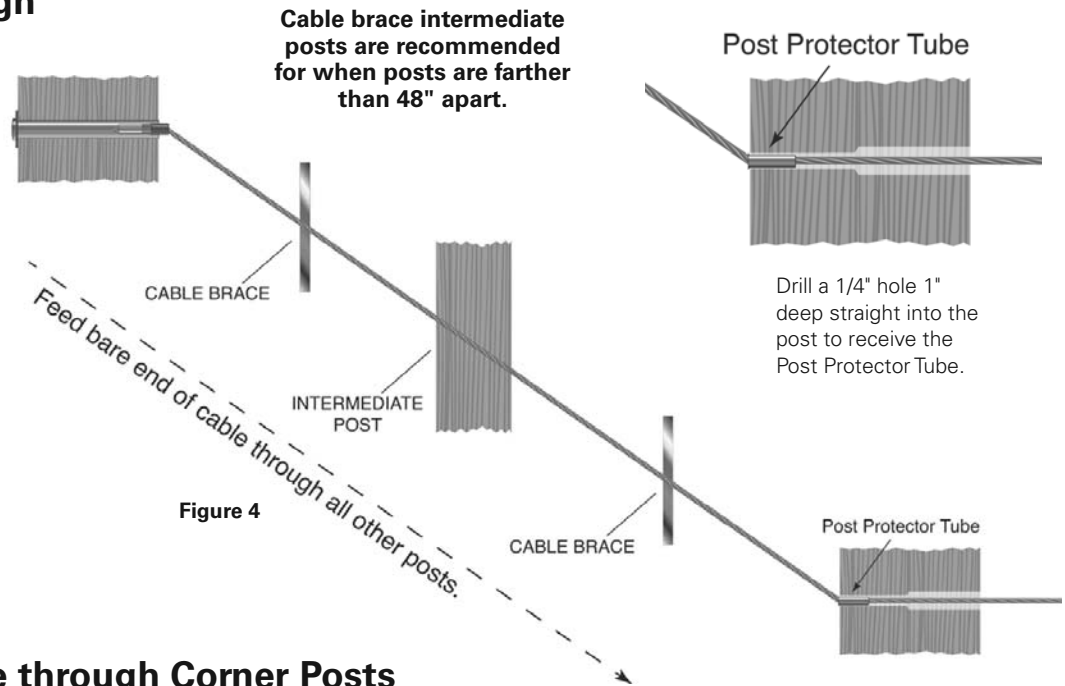 Cable brace intermediate
posts are recommended
for when posts are farther
than 48" apart.
Post Protector Tube
CABLE BRACE
Drill a 1/4" hole 1"
deep straight into the
post to receive the
Post Protector Tube.
Feed bare end of cable through all other posts.
INTERMEDIATE
POST
Figure 4
CABLE BRACE
Post Protector Tube
through Corner Posts